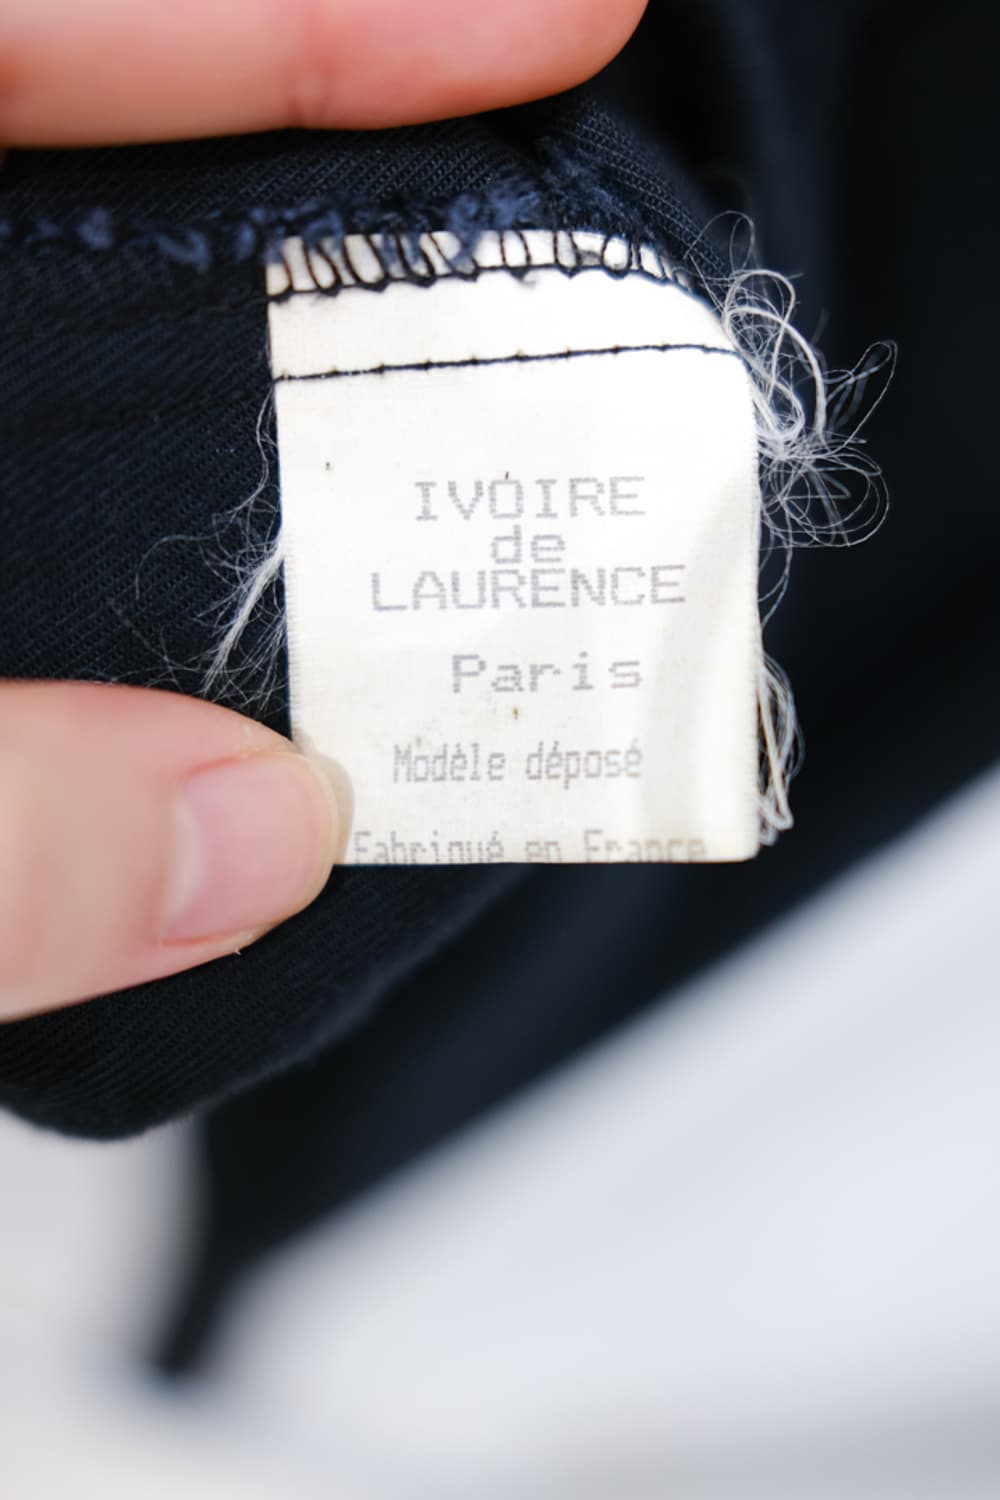 IVOIRE
de
LAURENCE
Paris
Modèle déposé
Fabriqué en France